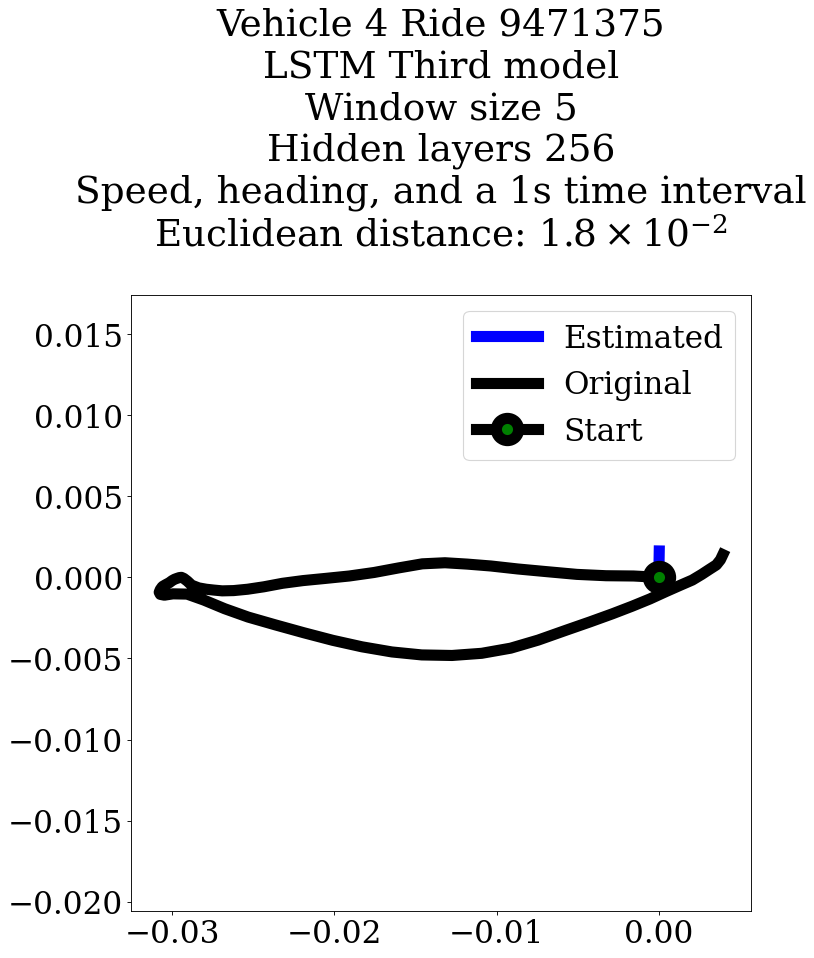 Vehicle 4 Ride 9471375
LSTM Third model
Window size 5
Hidden layers 256
Speed, heading, and a 1s time interval
Euclidean distance: 1.8 × 10⁻²
Estimated
Original
Start
0.015
0.010
0.005
0.000
−0.005
−0.010
−0.015
−0.020
−0.03
−0.02
−0.01
0.00